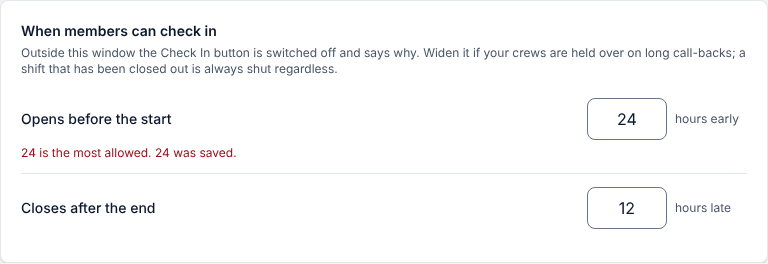 When members can check in
Outside this window the Check In button is switched off and says why. Widen it if your crews are held over on long call-backs; a
shift that has been closed out is always shut regardless.
Opens before the start
24
hours early
24 is the most allowed. 24 was saved.
Closes after the end
12
hours late